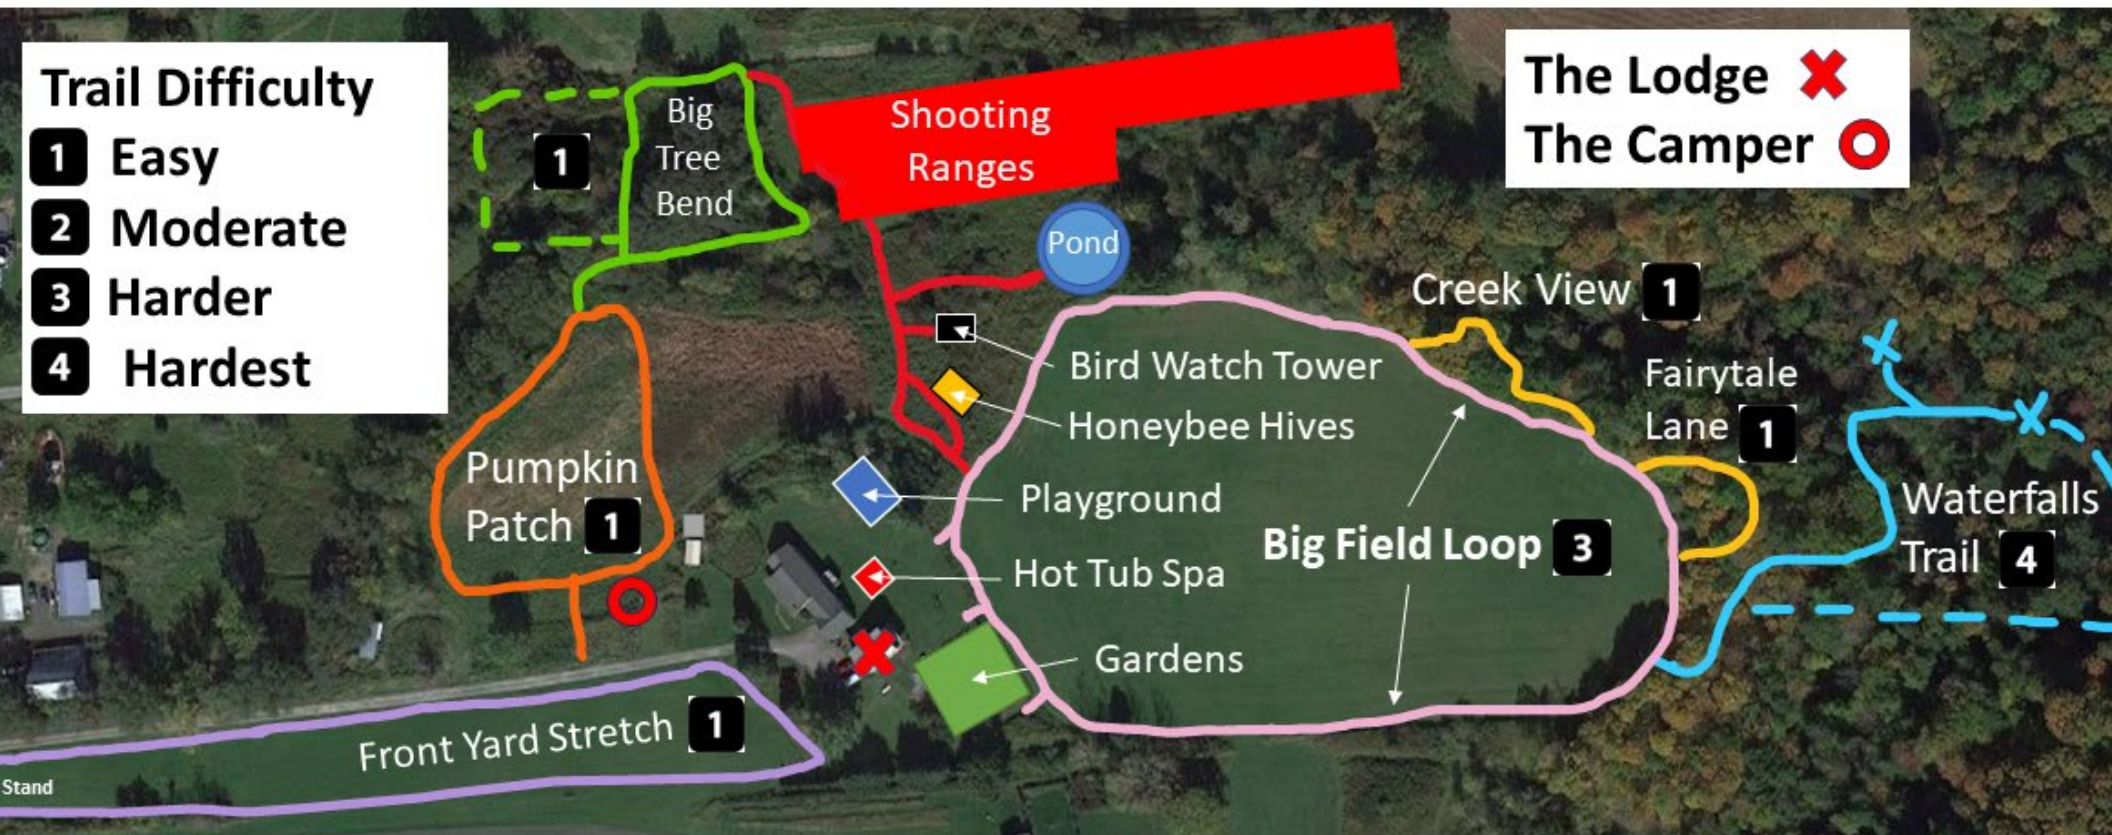 Trail Difficulty
1 Easy
2 Moderate
3 Harder
4 Hardest
The Lodge
The Camper
1
Big
Tree
Bend
Shooting
Ranges
Pond
Creek View 1
Bird Watch Tower
Fairytale
Lane 1
Honeybee Hives
Pumpkin
Patch 1
Playground
Waterfalls
Trail 4
Big Field Loop 3
Hot Tub Spa
Gardens
Front Yard Stretch 1
Stand